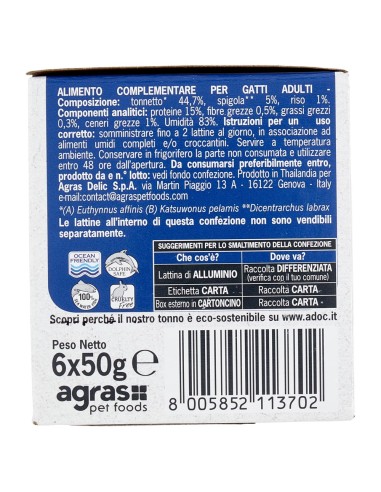 ALIMENTO COMPLEMENTARE PER GATTI ADULTI -
Composizione: tonnetto* 44,7%, spigola** 5%, riso 1%.
Componenti analitici: proteine 15%, fibre grezze 0,5%, grassi grezzi
0,3%, ceneri grezze 1%. Umidità 83%. Istruzioni per un uso
corretto: somministrare fino a 2 lattine al giorno, in associazione ad
alimenti umidi completi e/o croccantini. Servire a temperatura
ambiente. Conservare in frigorifero la parte non consumata e utilizzare
entro 48 ore dall'apertura. Da consumarsi preferibilmente entro,
prodotto da e n. °lotto: vedi fondo confezione. Prodotto in Thailandia per
Agras Delic S.p.A. via Martin Piaggio 13 A - 16122 Genova - Italy
e-mail:contact@agraspetfoods.com
*(A) Euthynnus affinis (B) Katsuwonus pelamis **Dicentrarchus labrax
Le lattine all'interno di questa confezione non sono vendibili
separatamente.
OCEAN
FRIENDLY
DOLPHIN
SAFE
100%
CRUELTY
Free
SUGGERIMENTI PER LO SMALTIMENTO DELLA CONFEZIONE
Che cos'è? Dove va?
Lattina di ALLUMINIO Raccolta DIFFERENZIATA
(verifica con il tuo comune)
Etichetta CARTA Raccolta CARTA -
Box esterno in CARTONCINO Raccolta CARTA -
Scopri perché il nostro tonno è eco-sostenibile su www.adoc.it
Peso Netto
6x50g e
agras
pet foods
8 005852 113702